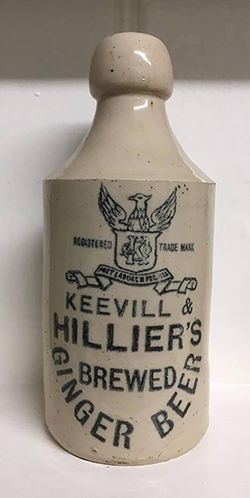 REGISTERED TRADE MARK
KEEVILL &
HILLIER'S
BREWED
GINGER BEER